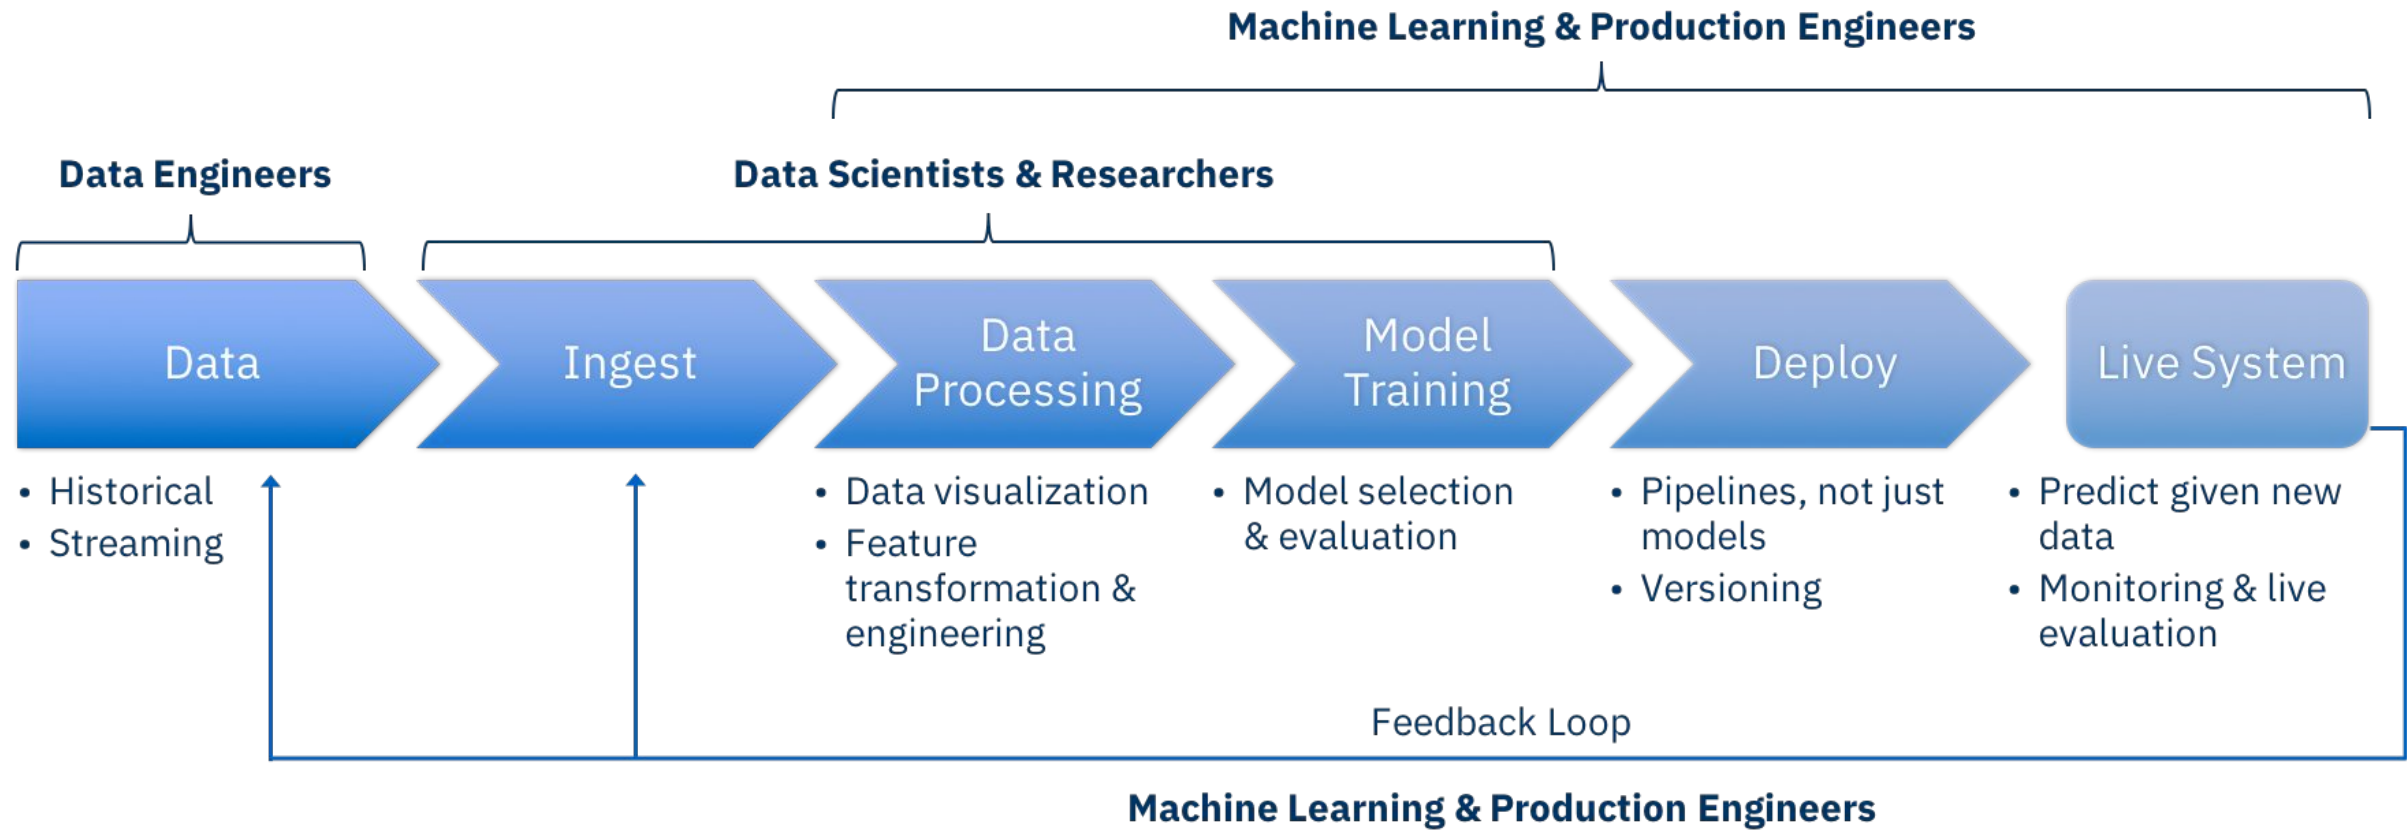 Machine Learning & Production Engineers
Data Engineers
Data Scientists & Researchers
Data
Ingest
Data
Processing
Model
Training
Deploy
Live System
• Historical
• Streaming
• Data visualization
• Feature
transformation &
engineering
• Model selection
& evaluation
• Pipelines, not just
models
• Versioning
• Predict given new
data
• Monitoring & live
evaluation
Feedback Loop
Machine Learning & Production Engineers